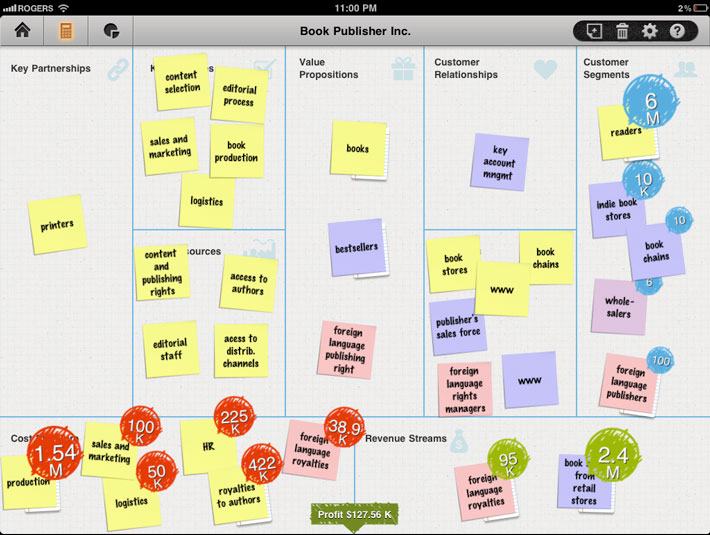 ROGERS
11:00 PM
2%
Book Publisher Inc.
Key Partnerships
printers
content
selection
editorial
process
sales and
marketing
book
production
logistics
sources
content
and
publishing
rights
access to
authors
editorial
staff
acess to
distrib.
channels
Value
Propositions
books
bestsellers
foreign
language
publishing
right
Customer
Relationships
key
account
mngmt
book
stores
book
chains
www
publisher's
sales force
foreign
language
rights
managers
www
Customer
Segments
6
M
readers
10
K
indie book
stores
10
book
chains
6
whole-
salers
100
foreign
language
publishers
Cost
1.54
M
production
100
K
sales and
marketing
50
K
logistics
225
K
HR
422
K
royalties
to authors
38.9
K
foreign
language
royalties
Revenue Streams
95
K
foreign
language
royalties
2.4
M
book
from
retail
stores
Profit $127.56 K